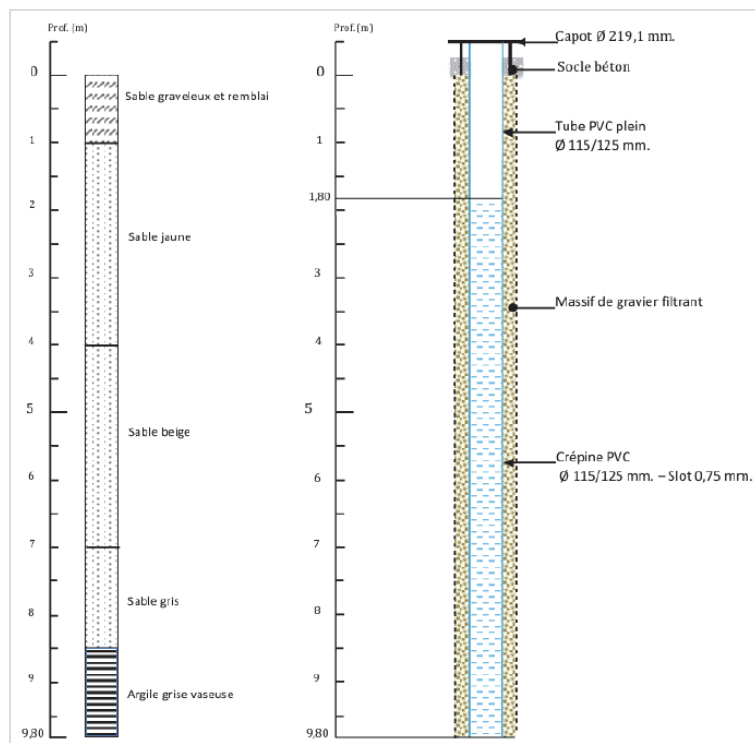 Prof. (m)
0
1
2
3
4
5
6
7
8
9
9,80
Sable graveleux et remblai
Sable jaune
Sable beige
Sable gris
Argile grise vaseuse
Prof. (m)
0
1
1,80
3
4
5
6
7
8
9
9,80
Capot Ø 219,1 mm.
Socle béton
Tube PVC plein
Ø 115/125 mm.
Massif de gravier filtrant
Crépine PVC
Ø 115/125 mm. – Slot 0,75 mm.